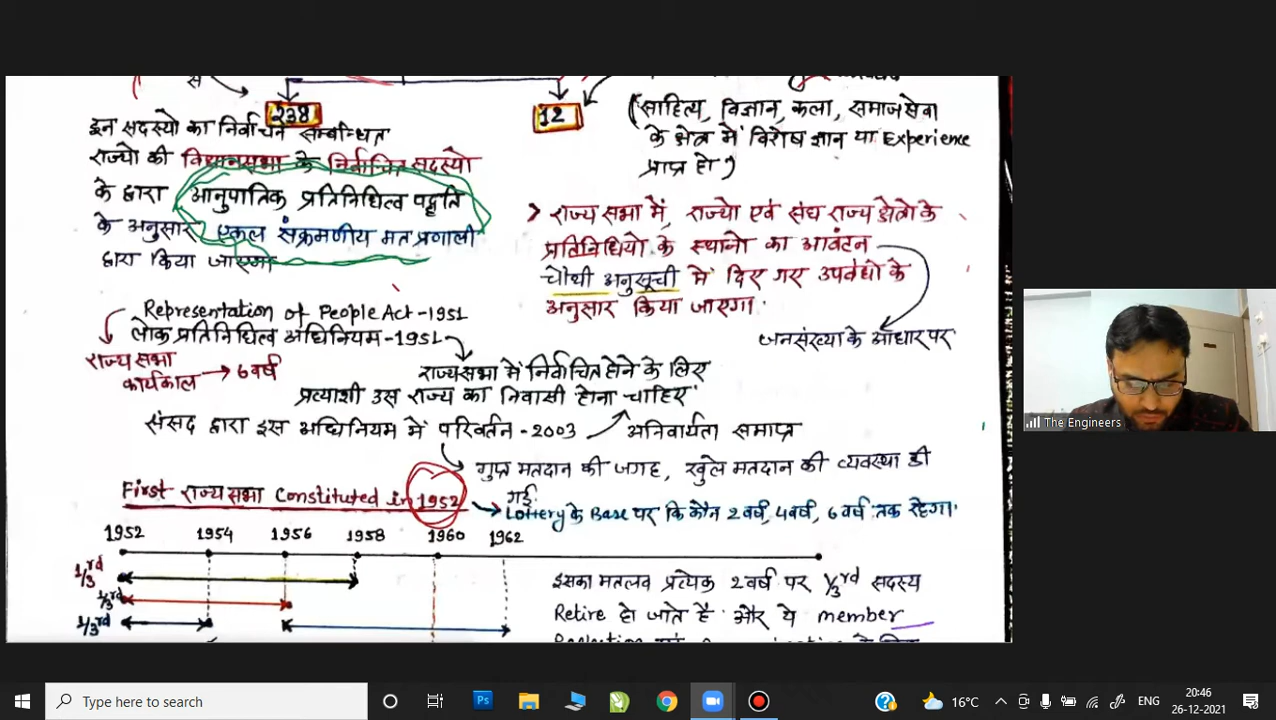 238
12
इन सदस्यो का निर्वाचन सम्बन्धित
राज्यो की विधानसभा के निर्वाचित सदस्यो
के द्वारा आनुपातिक प्रतिनिधित्व पद्धति
के अनुसार एकल संक्रमणीय मत प्रणाली
द्वारा किया जाएगा
(साहित्य, विज्ञान, कला, समाज सेवा
के क्षेत्र में विशेष ज्ञान या Experience
प्राप्त हो)
> राज्य सभा में, राज्यो एवं संघ राज्य क्षेत्रो के
प्रतिनिधियो के स्थानो का आवंटन
चौथी अनुसूची में दिए गए उपबंधो के
अनुसार किया जाएगा.
जनसंख्या के आधार पर
Representation of People Act-1951
लोक प्रतिनिधित्व अधिनियम-1951
राज्य सभा
कार्यकाल → 6 वर्ष
राज्यसभा में निर्वाचित होने के लिए
प्रत्याशी उस राज्य का निवासी होना चाहिए
संसद द्वारा इस अधिनियम में परिवर्तन-2003
अनिवार्यता समाप्त
गुप्त मतदान की जगह, खुले मतदान की व्यवस्था दी
गई.
First राज्य सभा Constituted in 1952
Lottery के Base पर कि कौन 2 वर्ष, 4 वर्ष, 6 वर्ष तक रहेगा.
1952 1954 1956 1958 1960 1962
1/3rd
1/3rd
1/3rd
इसका मतलब प्रत्येक 2 वर्ष पर 1/3rd सदस्य
Retire हो जाते है. और ये member
The Engineers
Type here to search
16°C
ENG
20:46
26-12-2021